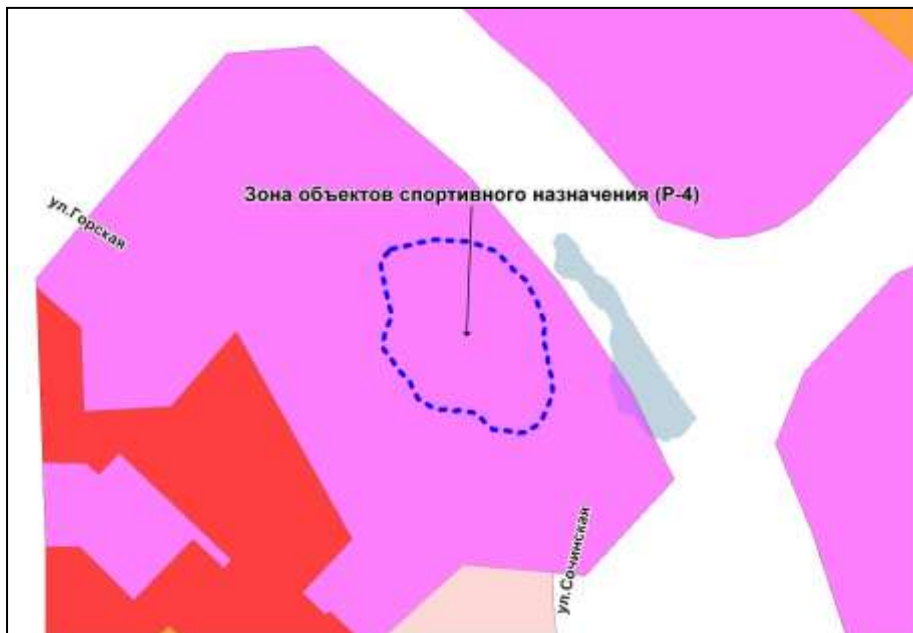 Зона объектов спортивного назначения (Р-4)
ул.Горская
ул.Сочинская